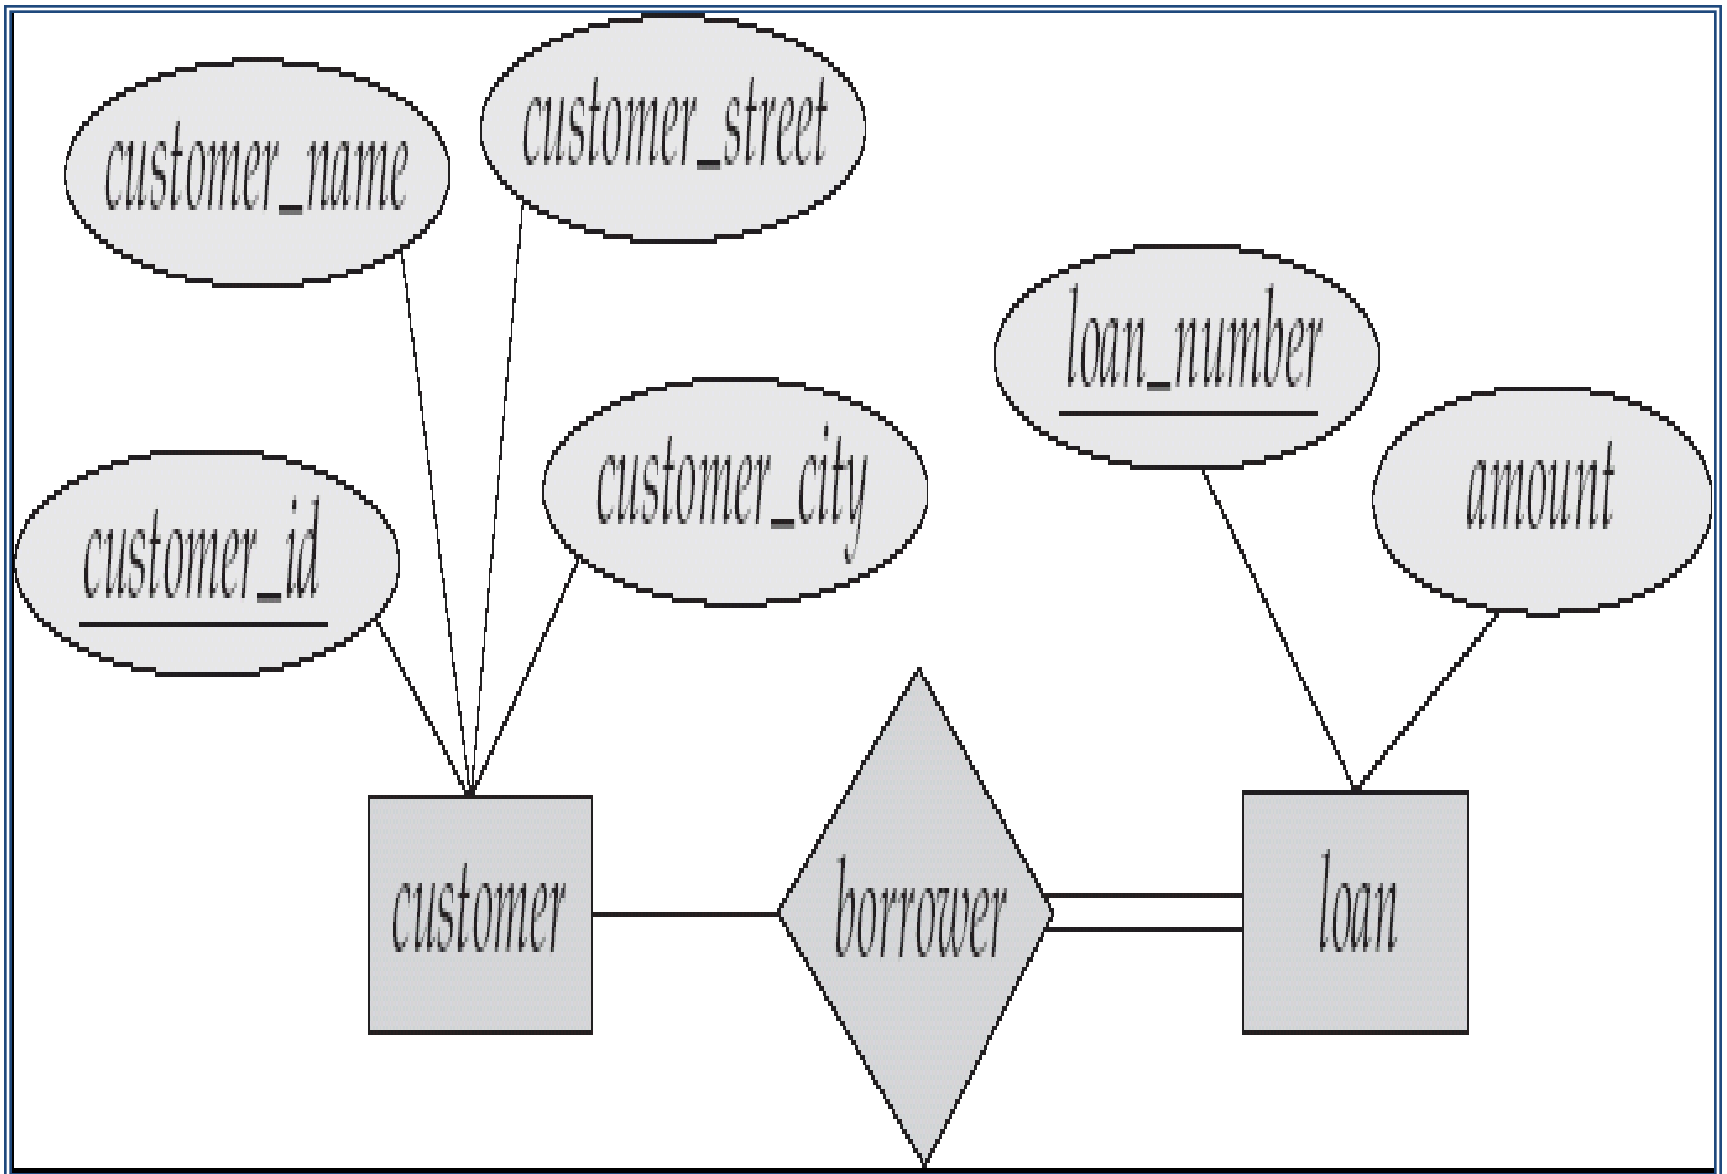 customer_name
customer_street
loan_number
customer_city
amount
customer_id
customer
borrower
loan